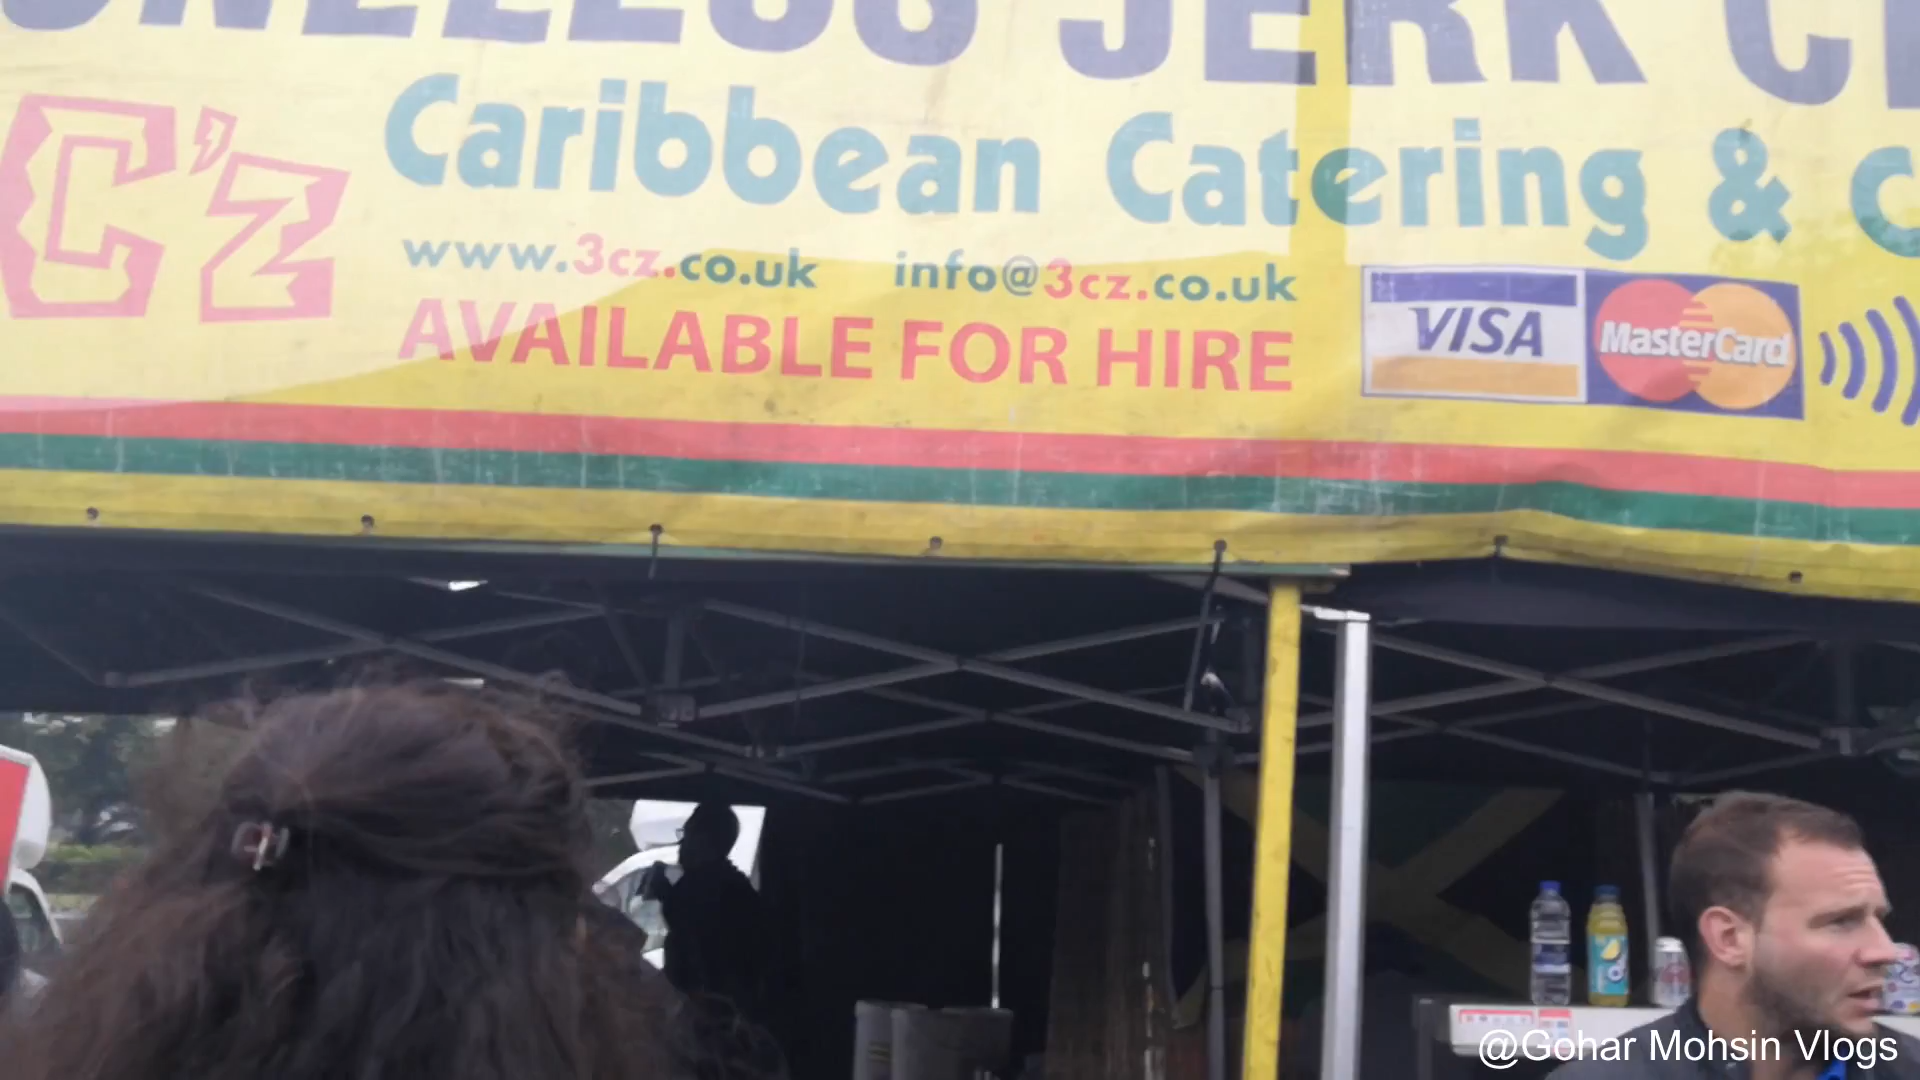 JERK
C'z Caribbean Catering &
www.3cz.co.uk info@3cz.co.uk
AVAILABLE FOR HIRE
VISA MasterCard
@Gohar Mohsin Vlogs